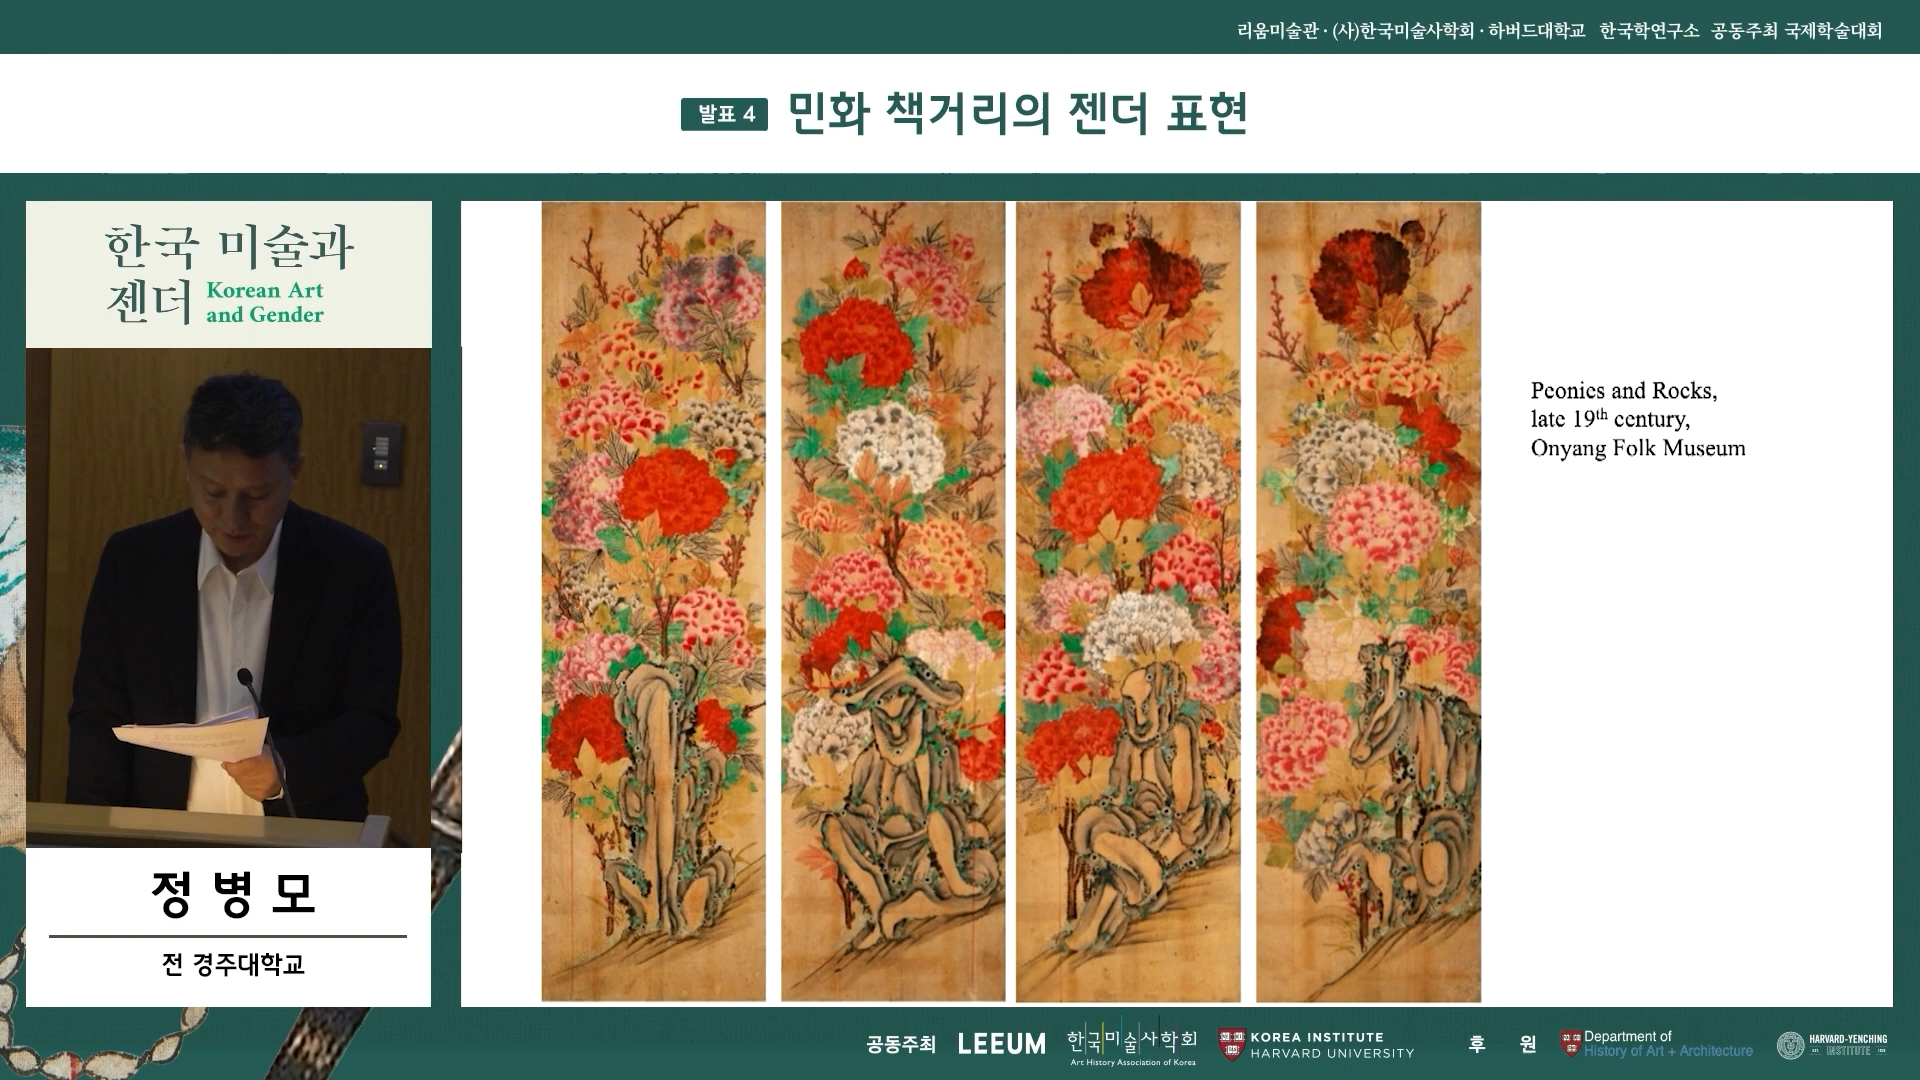 리움미술관 · (사)한국미술사학회 · 하버드대학교 한국학연구소 공동주최 국제학술대회
발표 4 민화 책거리의 젠더 표현
한국 미술과
젠더 Korean Art
and Gender
Peonies and Rocks,
late 19th century,
Onyang Folk Museum
정병모
전 경주대학교
공동주최 LEEUM 한국미술사학회 Art History Association of Korea
KOREA INSTITUTE
HARVARD UNIVERSITY
후 원
Department of
History of Art + Architecture
HARVARD-YENCHING
INSTITUTE